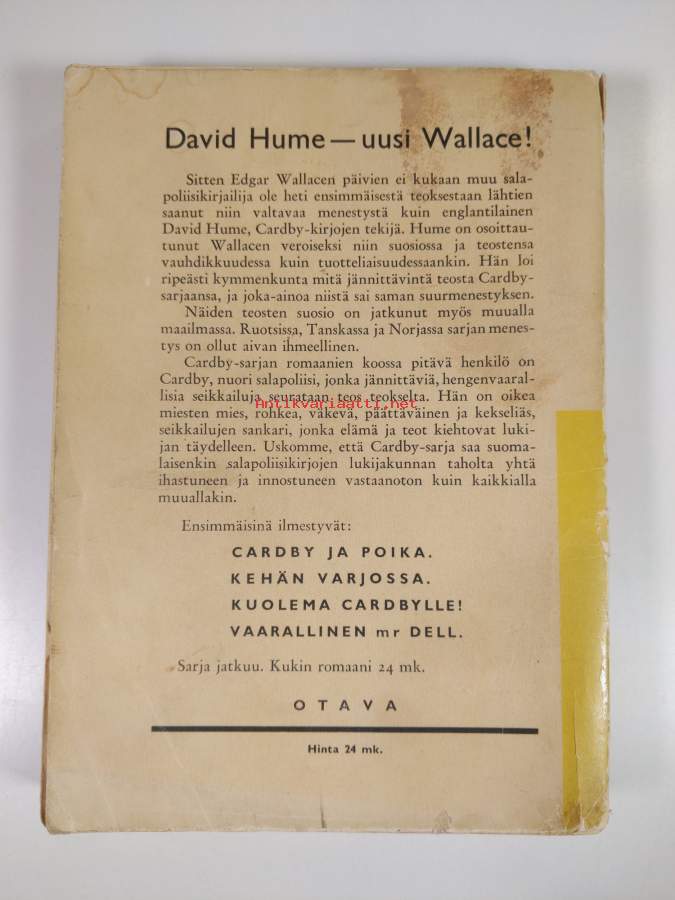 David Hume — uusi Wallace!
Sitten Edgar Wallacen päivien ei kukaan muu sala-
poliisikirjailija ole heti ensimmäisestä teoksestaan lähtien
saanut niin valtavaa menestystä kuin englantilainen
David Hume, Cardby-kirjojen tekijä. Hume on osoittau-
tunut Wallacen veroiseksi niin suosiossa ja teostensa
vauhdikkuudessa kuin tuotteliaisuudessaankin. Hän loi
ripeästi kymmenkunta mitä jännittävintä teosta Cardby-
sarjaansa, ja joka-ainoa niistä sai saman suurmenestyksen.
Näiden teosten suosio on jatkunut myös muualla
maailmassa. Ruotsissa, Tanskassa ja Norjassa sarjan menes-
tys on ollut aivan ihmeellinen.
Cardby-sarjan romaanien koossa pitävä henkilö on
Cardby, nuori salapoliisi, jonka jännittäviä, hengenvaaral-
lisia seikkailuja seurataan teos teokselta. Hän on oikea
Antikvariaatti.net
miesten mies, rohkea, väkevä, päättäväinen ja kekseliäs,
seikkailujen sankari, jonka elämä ja teot kiehtovat luki-
jan täydelleen. Uskomme, että Cardby-sarja saa suoma-
laisenkin salapoliisikirjojen lukijakunnan taholta yhtä
ihastuneen ja innostuneen vastaanoton kuin kaikkialla
muuallakin.
Ensimmäisinä ilmestyvät:
CARDBY JA POIKA.
KEHÄN VARJOSSA.
KUOLEMA CARDBYLLE!
VAARALLINEN mr DELL.
Sarja jatkuu. Kukin romaani 24 mk.
OTAVA
Hinta 24 mk.